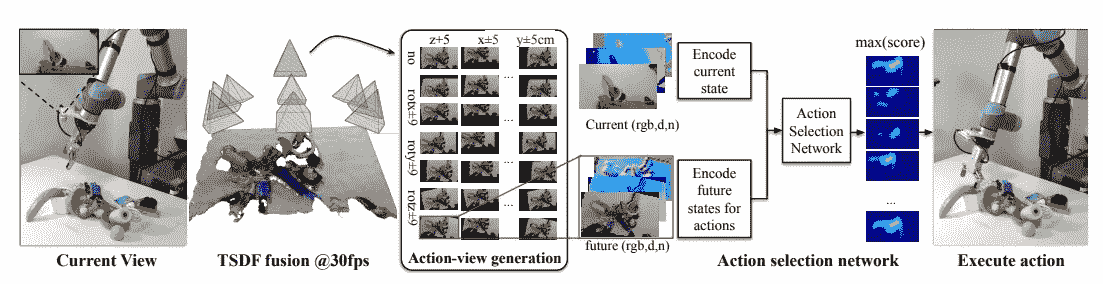 z+5 x±5 y±5cm
no
rotx±9
roty±9
rotz±9
...
...
...
Current (rgb,d,n)
future (rgb,d,n)
Encode
current
state
Encode
future
states for
actions
Action
Selection
Network
max(score)
...
Current View
TSDF fusion @30fps
Action-view generation
Action selection network
Execute action